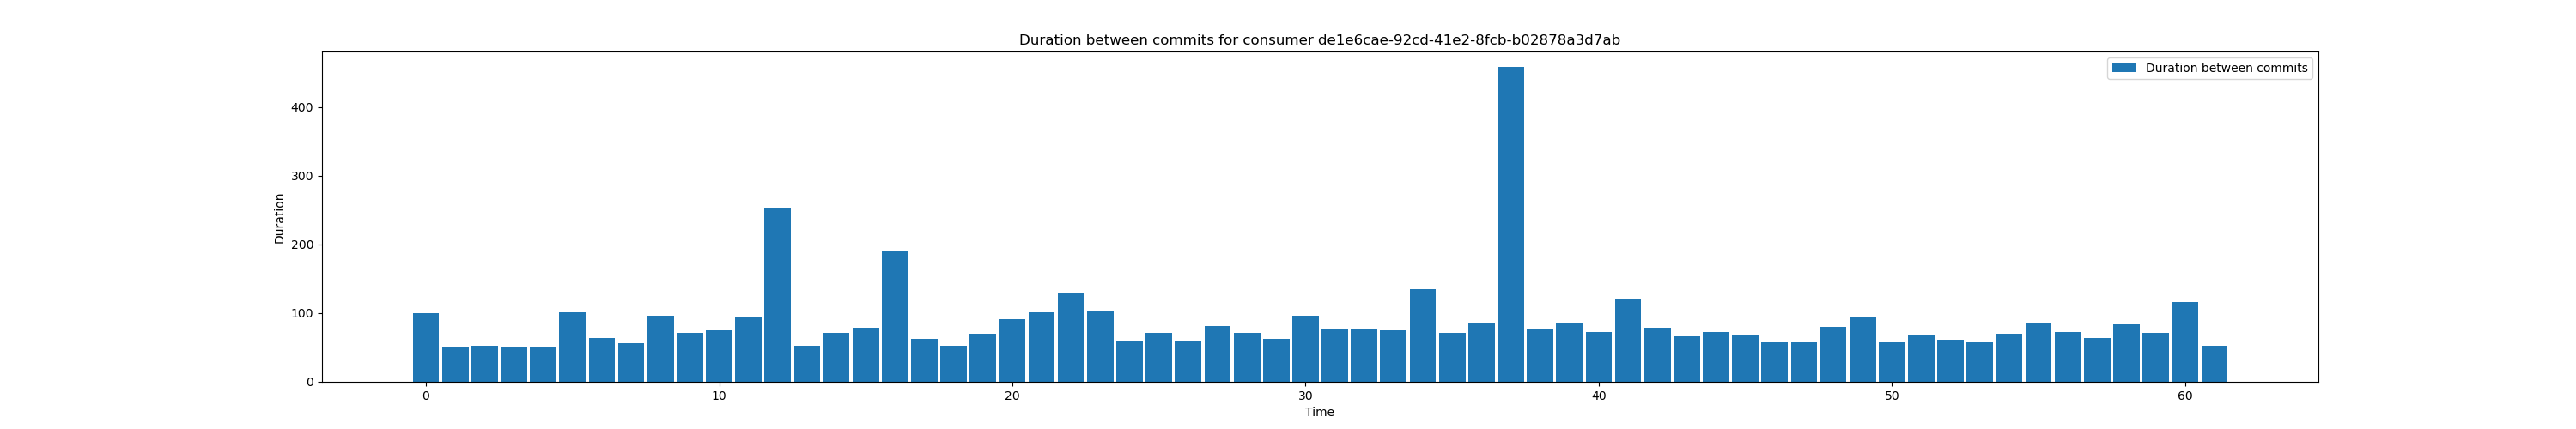 Duration between commits for consumer de1e6cae-92cd-41e2-8fcb-b02878a3d7ab
Duration between commits
400
300
200
100
0
Duration
0 10 20 30 40 50 60
Time